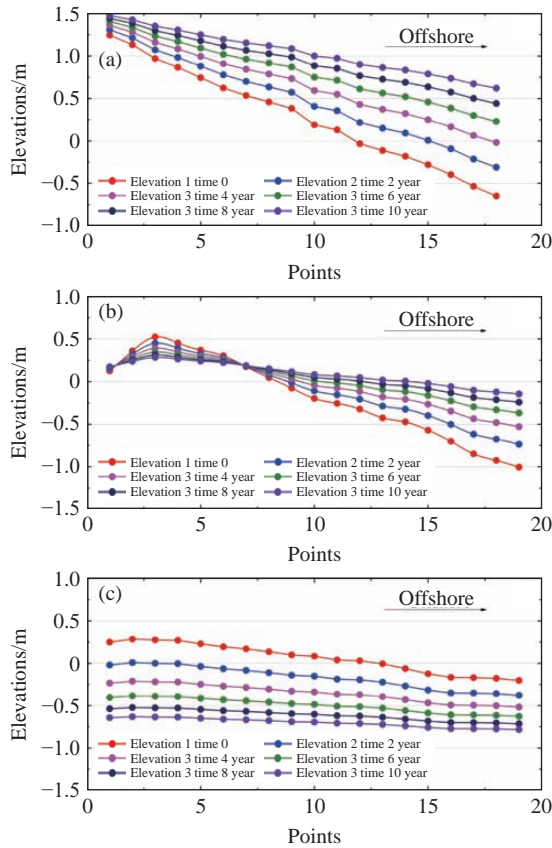 1.5
(a)
Offshore
1.0
0.5
0
−0.5
−1.0
Elevations/m
Elevation 1 time 0
Elevation 2 time 2 year
Elevation 3 time 4 year
Elevation 3 time 6 year
Elevation 3 time 8 year
Elevation 3 time 10 year
0 5 10 15 20
Points
1.0
(b)
Offshore
0.5
0
−0.5
−1.0
−1.5
Elevations/m
Elevation 1 time 0
Elevation 2 time 2 year
Elevation 3 time 4 year
Elevation 3 time 6 year
Elevation 3 time 8 year
Elevation 3 time 10 year
0 5 10 15 20
Points
1.0
(c)
Offshore
0.5
0
−0.5
−1.0
−1.5
Elevations/m
Elevation 1 time 0
Elevation 2 time 2 year
Elevation 3 time 4 year
Elevation 3 time 6 year
Elevation 3 time 8 year
Elevation 3 time 10 year
0 5 10 15 20
Points